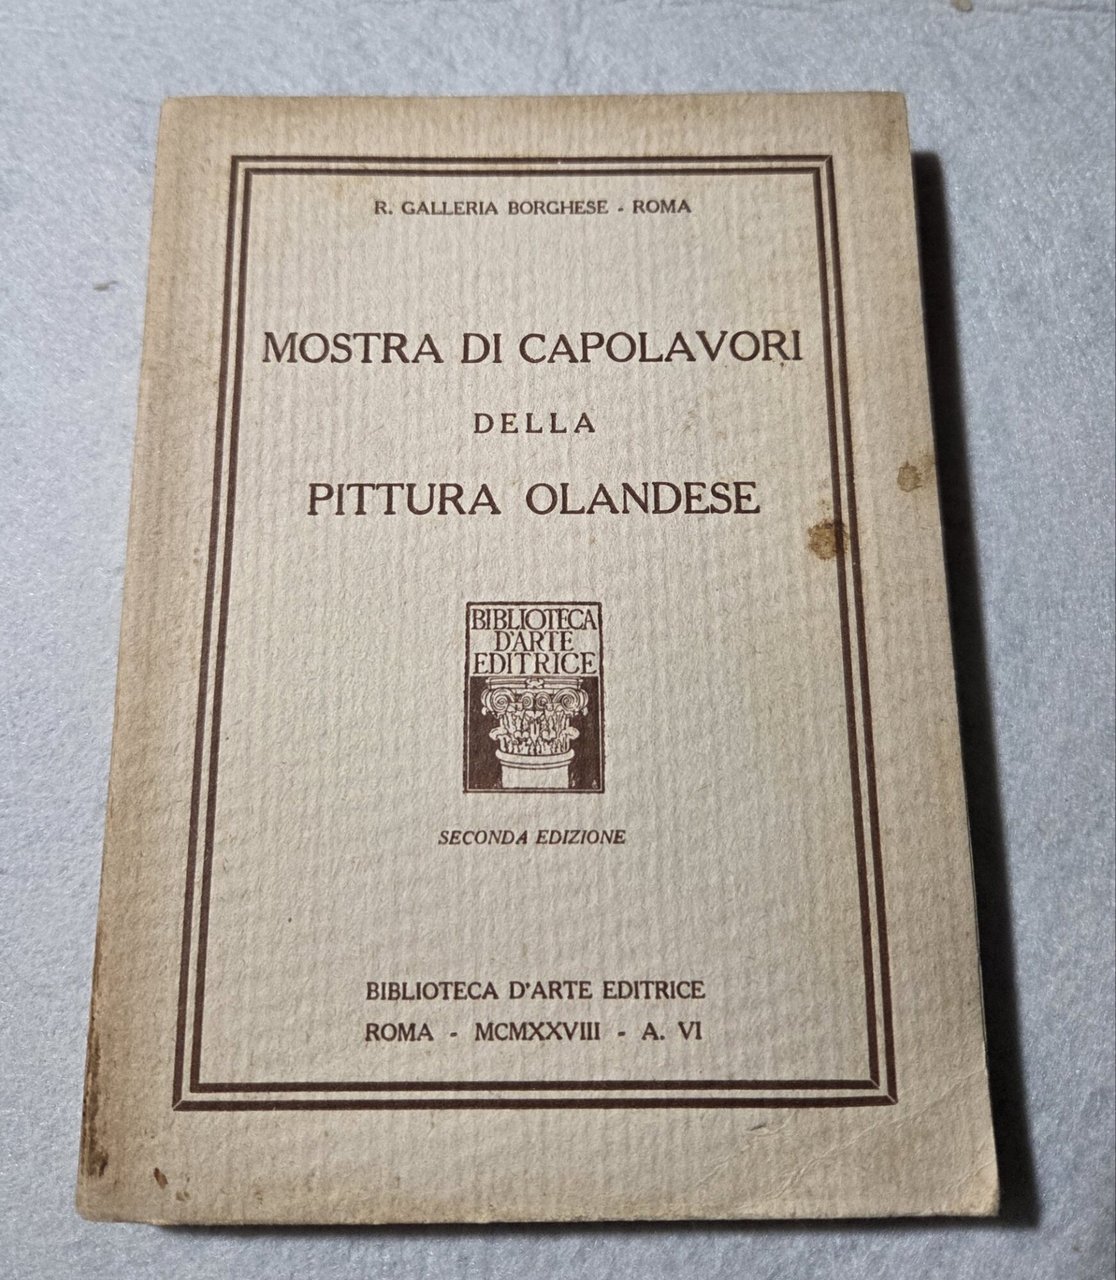 R. GALLERIA BORGHESE - ROMA
MOSTRA DI CAPOLAVORI
DELLA
PITTURA OLANDESE
BIBLIOTECA
D'ARTE
EDITRICE
SECONDA EDIZIONE
BIBLIOTECA D'ARTE EDITRICE
ROMA - MCMXXVIII - A. VI